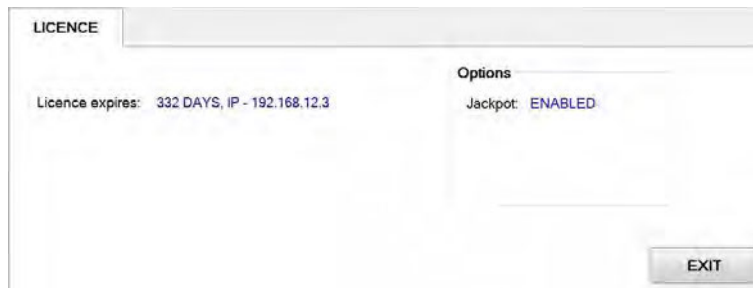 LICENCE
Options
Licence expires: 332 DAYS, IP - 192.168.12.3
Jackpot: ENABLED
EXIT